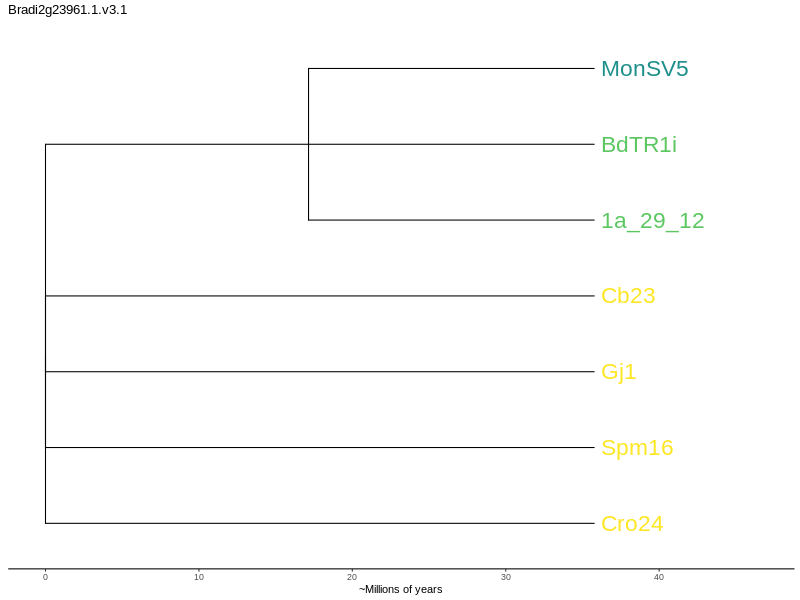 Bradi2g23961.1.v3.1
MonSV5
BdTR1i
1a_29_12
Cb23
Gj1
Spm16
Cro24
0 10 20 30 40
~Millions of years